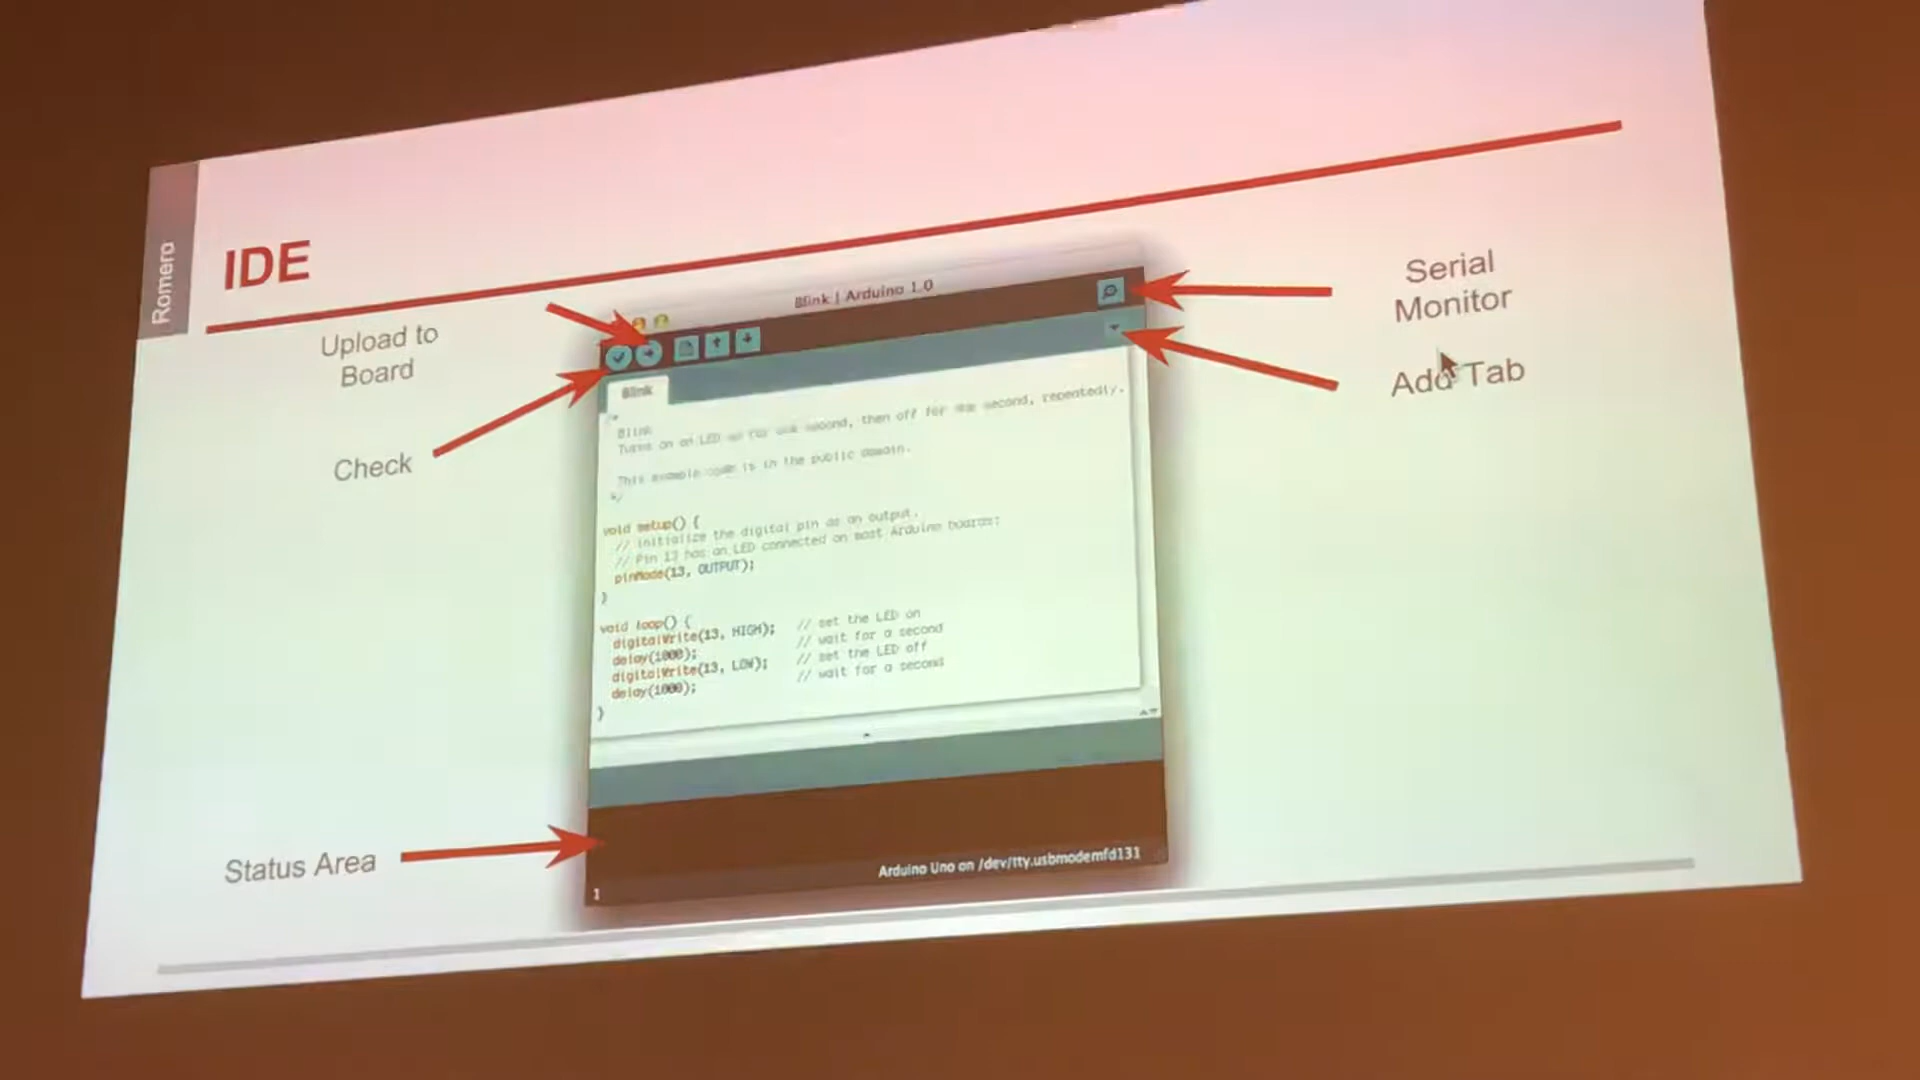 Romero
IDE
Upload to
Board
Check
Status Area
Serial
Monitor
Add Tab
Blink | Arduino 1.0
Blink
/*
Blink
Turns on an LED on for one second, then off for one second, repeatedly.
This example code is in the public domain.
*/
void setup() {
// initialize the digital pin as an output.
// Pin 13 has an LED connected on most Arduino boards:
pinMode(13, OUTPUT);
}
void loop() {
digitalWrite(13, HIGH); // set the LED on
delay(1000); // wait for a second
digitalWrite(13, LOW); // set the LED off
delay(1000); // wait for a second
}
1
Arduino Uno on /dev/tty.usbmodemfd131